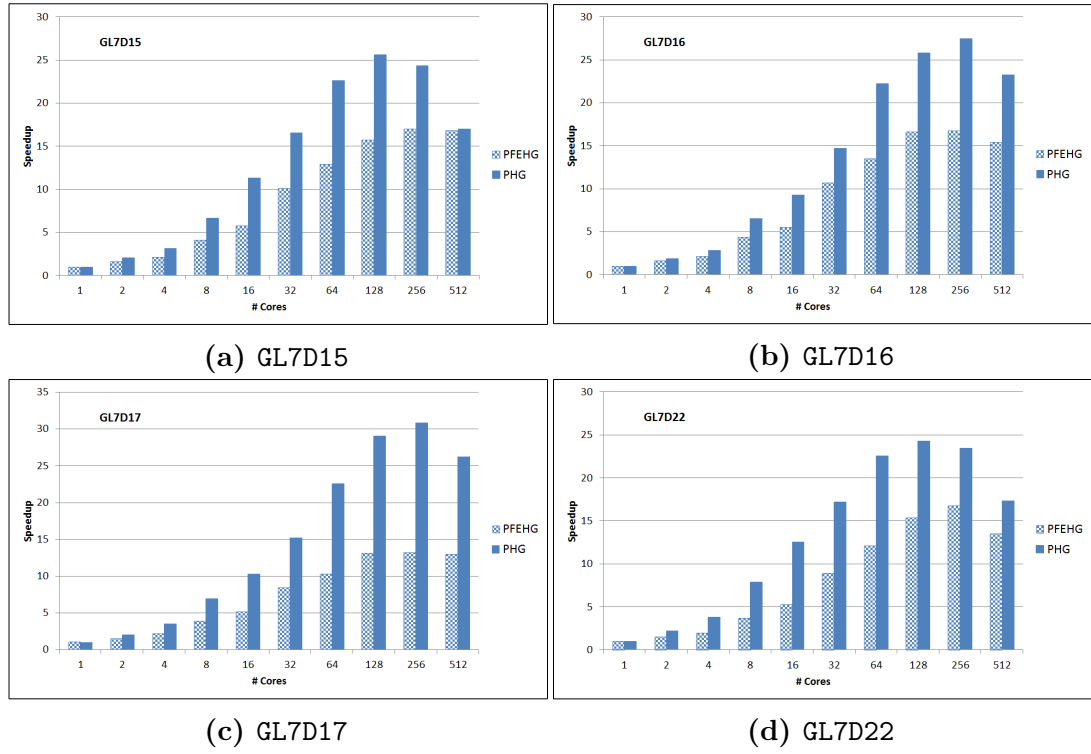 GL7D15
30
25
20
15
10
5
0
Speedup
1 2 4 8 16 32 64 128 256 512
# Cores
PFEHG
PHG
(a) GL7D15
GL7D16
30
25
20
15
10
5
0
Speedup
1 2 4 8 16 32 64 128 256 512
# Cores
PFEHG
PHG
(b) GL7D16
GL7D17
35
30
25
20
15
10
5
0
Speedup
1 2 4 8 16 32 64 128 256 512
# Cores
PFEHG
PHG
(c) GL7D17
GL7D22
30
25
20
15
10
5
0
Speedup
1 2 4 8 16 32 64 128 256 512
# Cores
PFEHG
PHG
(d) GL7D22